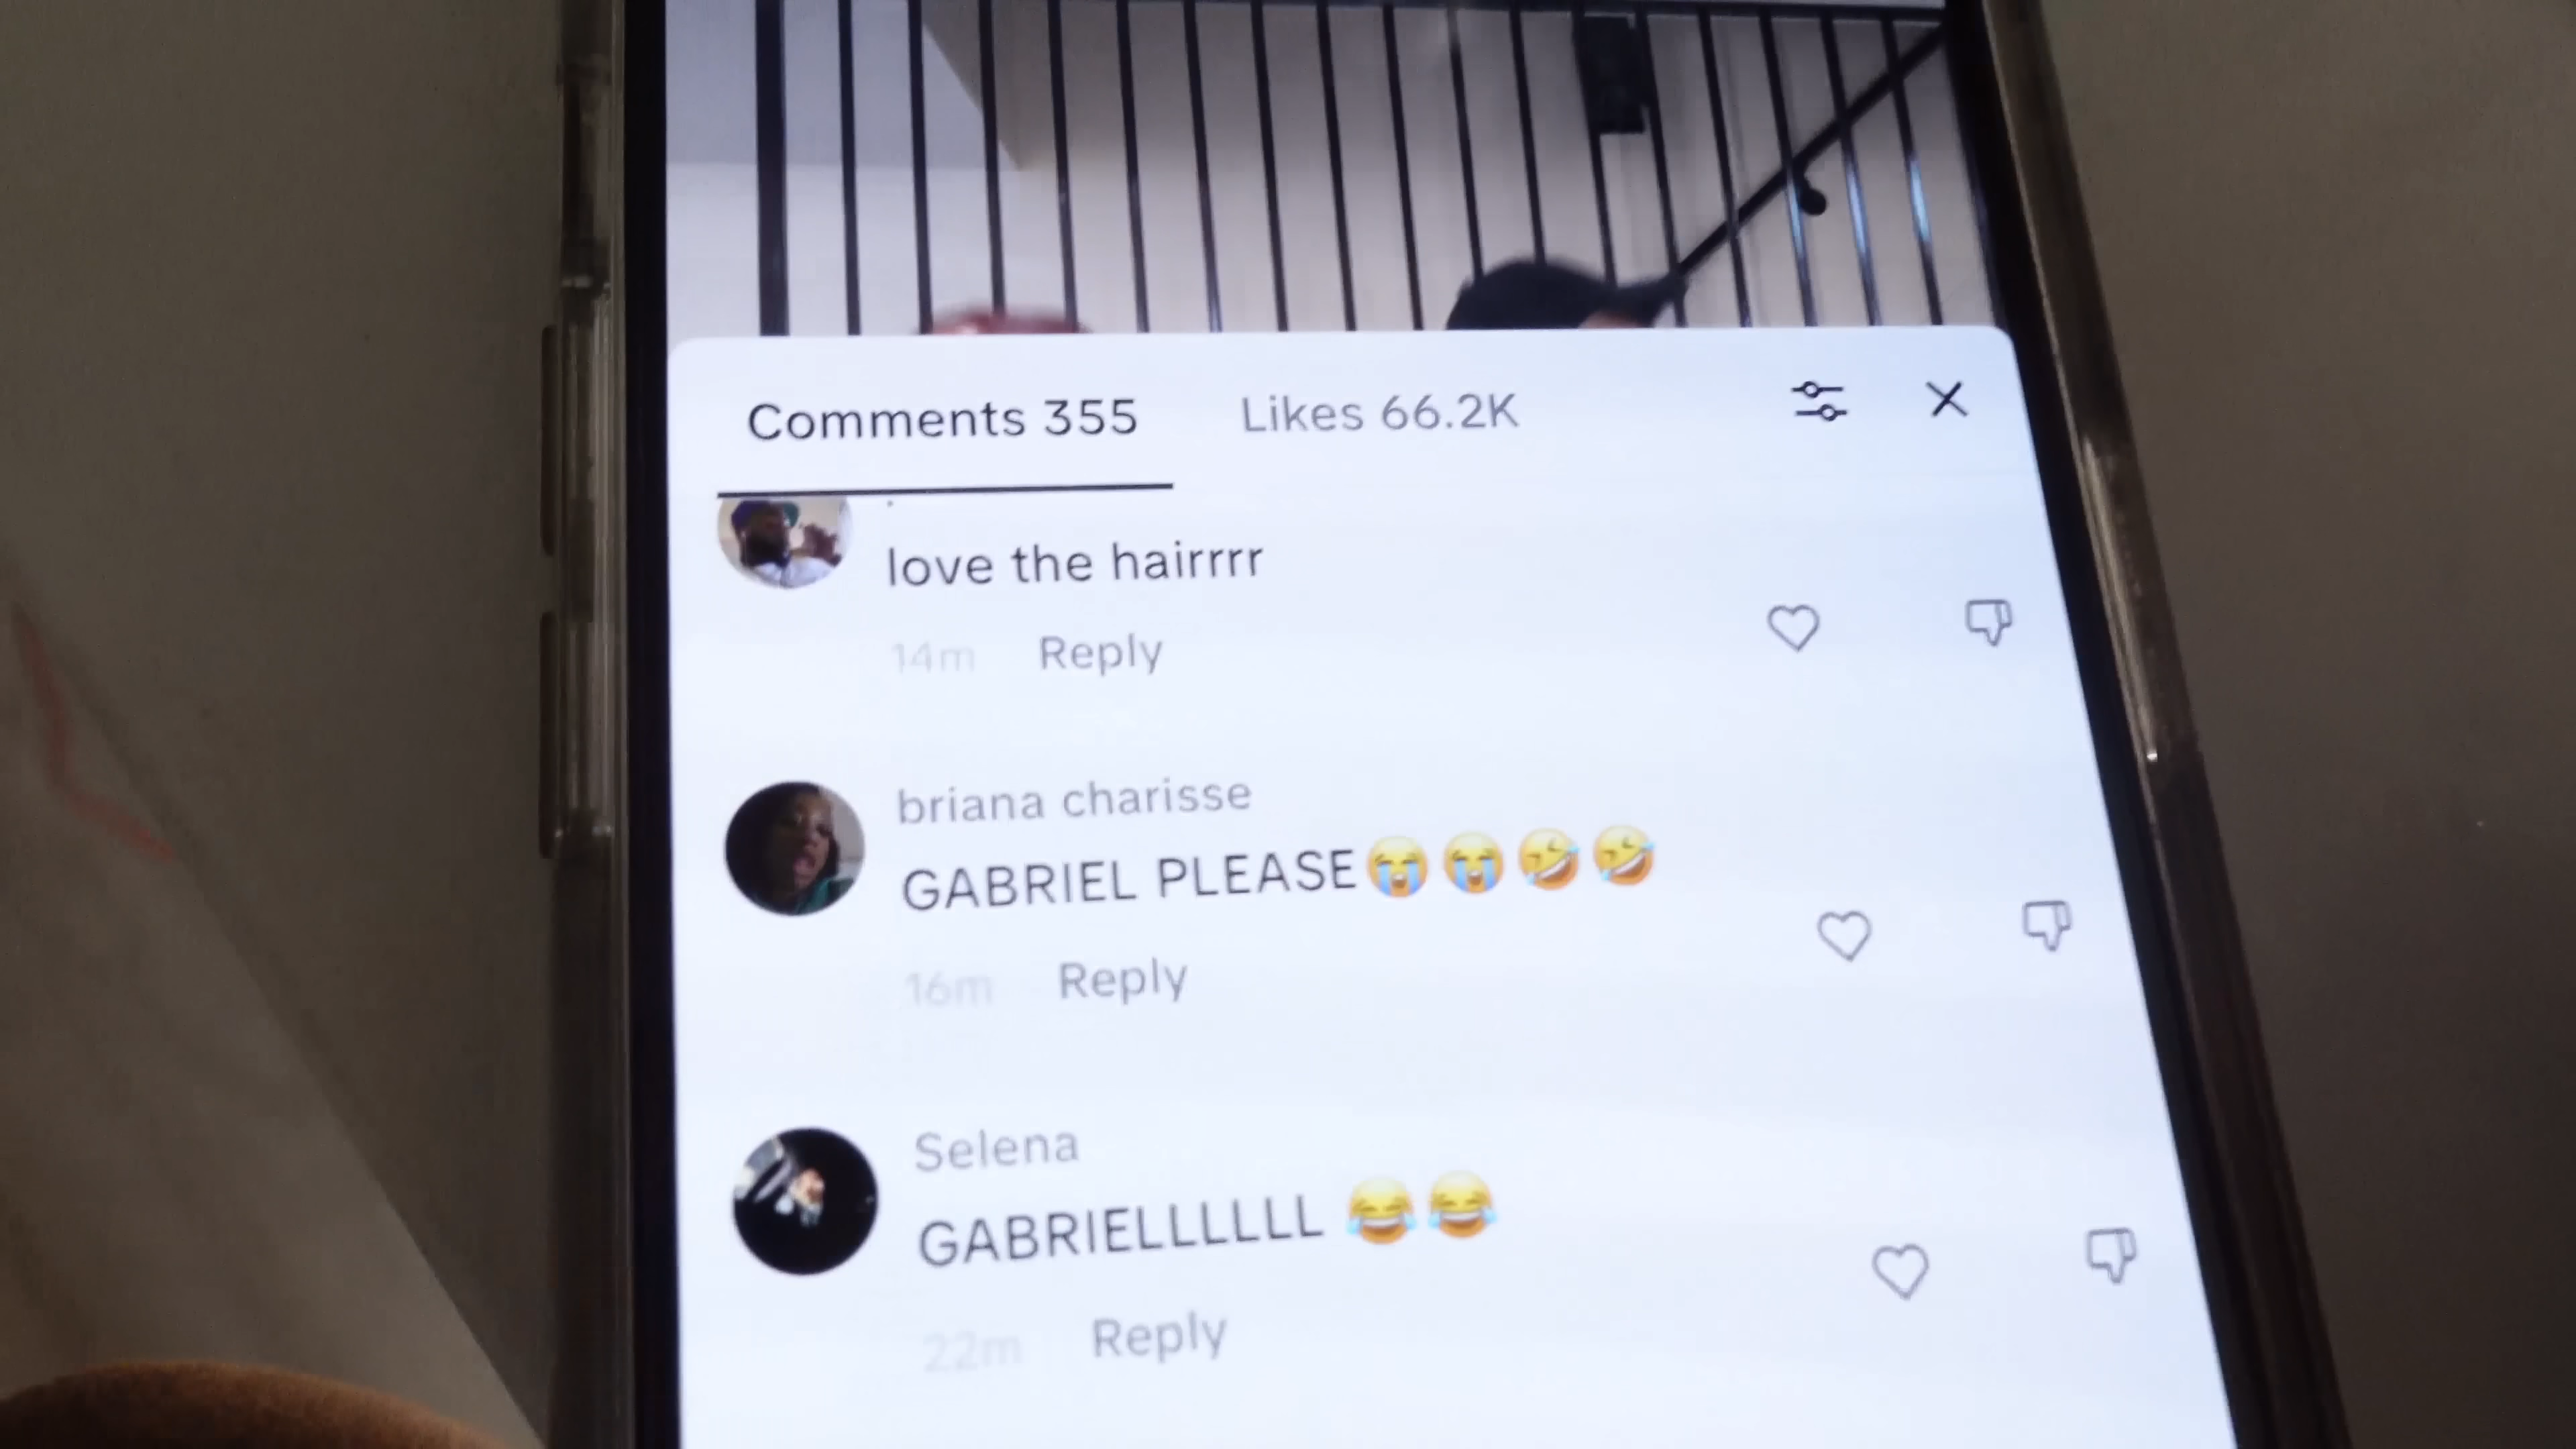 Comments 355 Likes 66.2K
love the hairrrr
14m Reply
briana charisse
GABRIEL PLEASE😭😭🤣🤣
16m Reply
Selena
GABRIELLLLLL 😂😂
22m Reply